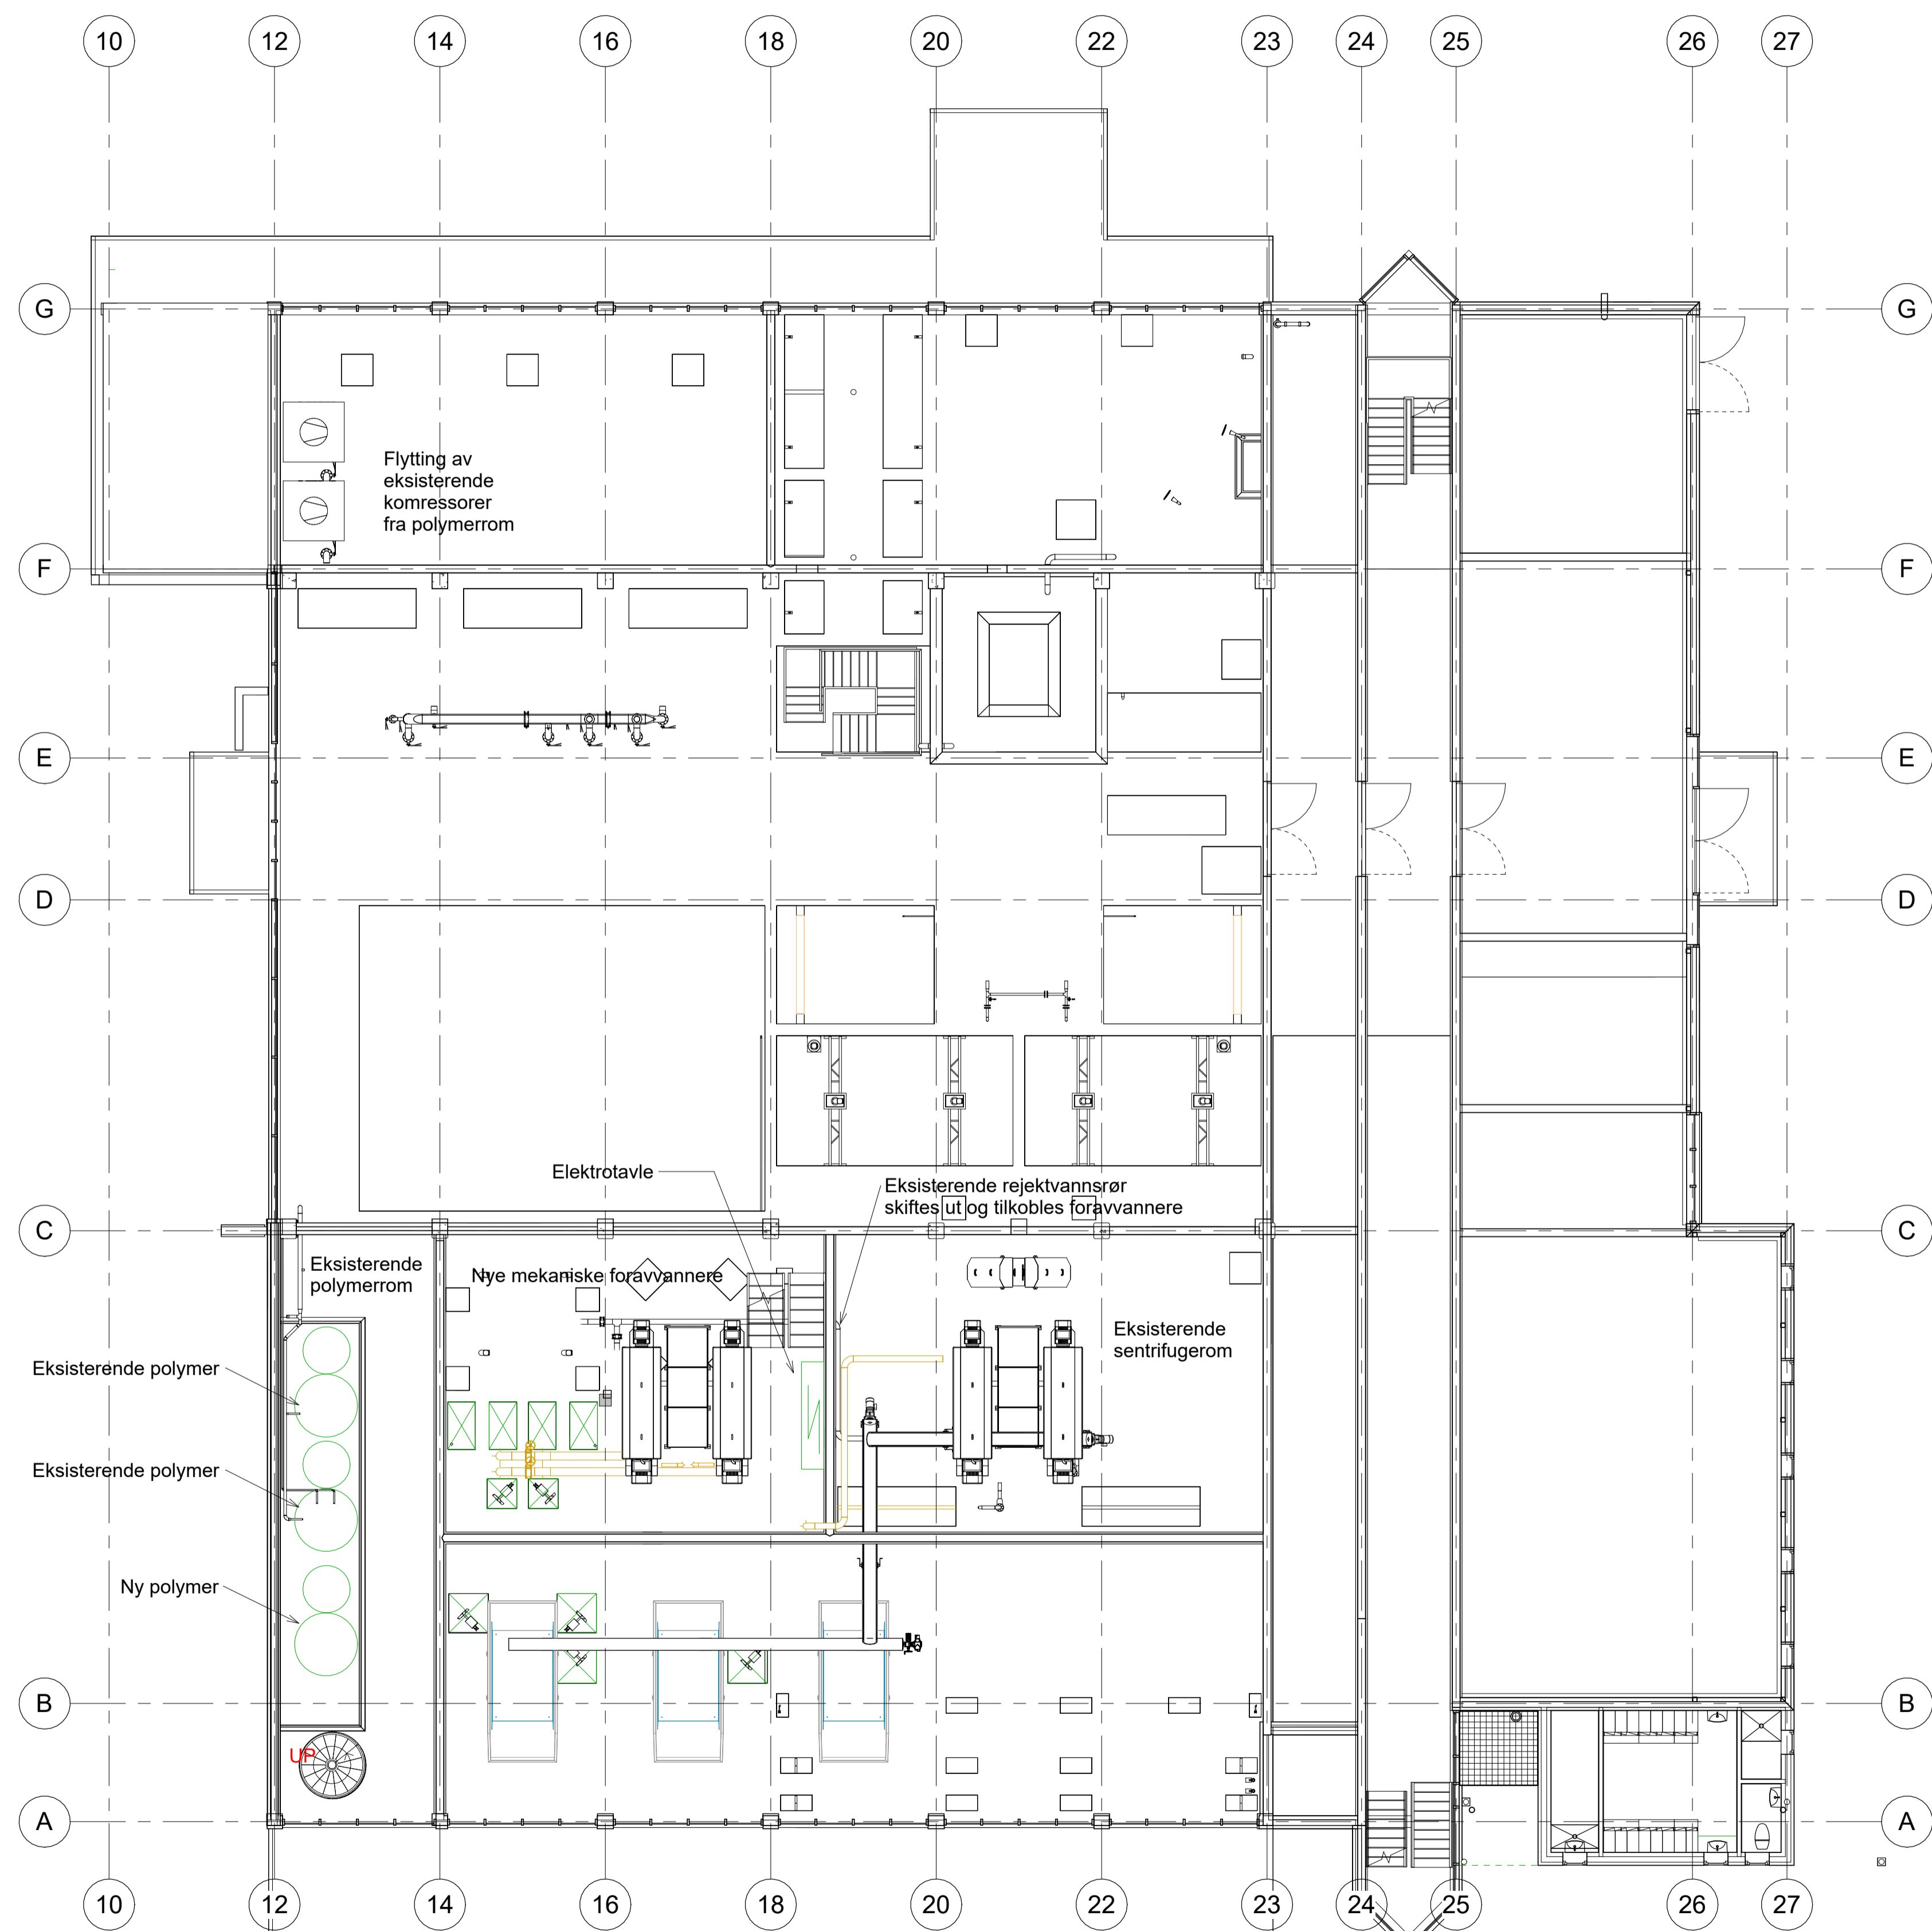 10 12 14 16 18 20 22 23 24 25 26 27
G G
Flytting av
eksisterende
komressorer
fra polymerrom
F F
E E
D D
Elektrotavle
Eksisterende rejektvannsrør
skiftes ut og tilkobles foravvannere
C C
Eksisterende
polymerrom
Nye mekaniske foravvannere
Eksisterende
sentrifugerom
Eksisterende polymer
Eksisterende polymer
Ny polymer
B B
UP
A A
10 12 14 16 18 20 22 23 24 25 26 27